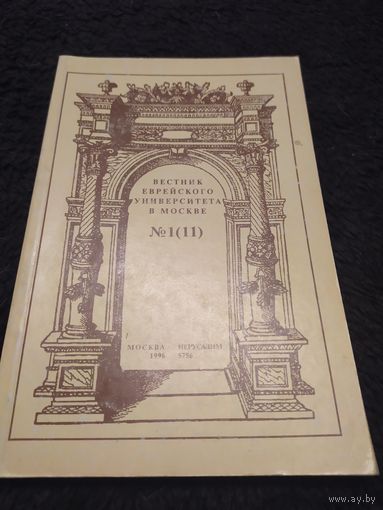 ВЕСТНИК
ЕВРЕЙСКОГО
УНИВЕРСИТЕТА
В МОСКВЕ
№1(11)
МОСКВА ИЕРУСАЛИМ
1996 5756
www.ay.by